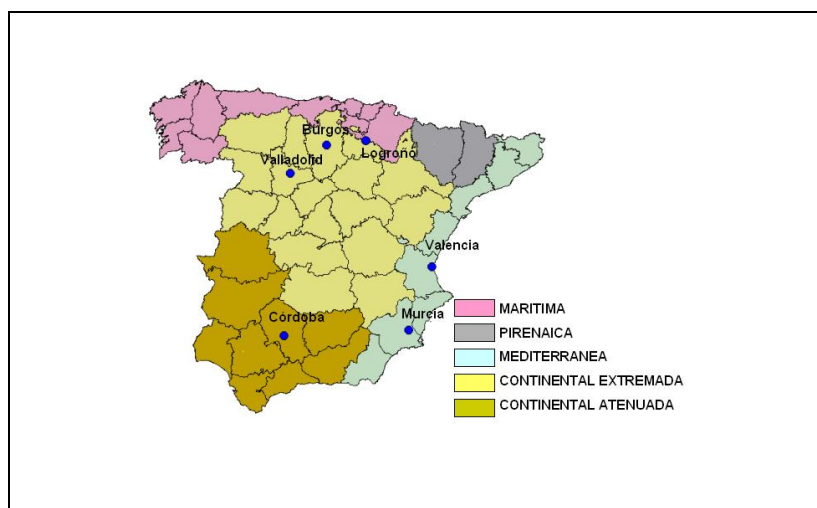 Burgos
Logroño
Valladolid
Valencia
Córdoba
Murcia
MARITIMA
PIRENAICA
MEDITERRANEA
CONTINENTAL EXTREMADA
CONTINENTAL ATENUADA